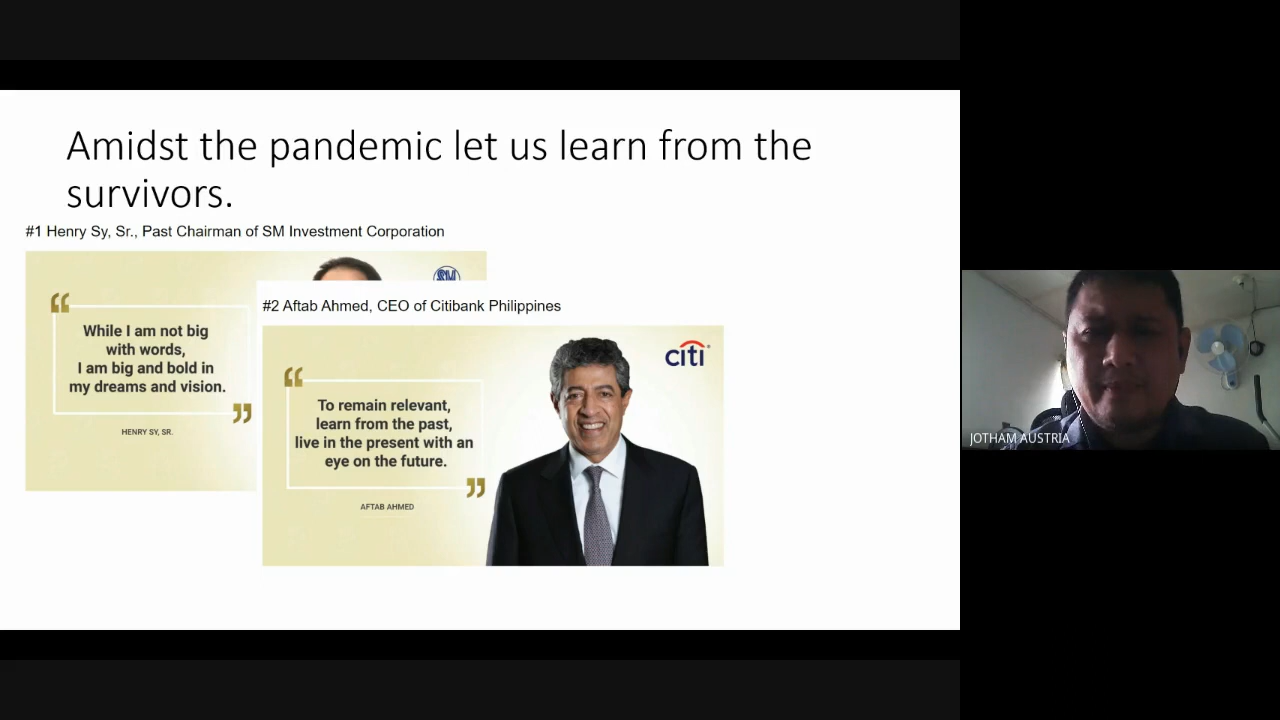 Amidst the pandemic let us learn from the
survivors.
#1 Henry Sy, Sr., Past Chairman of SM Investment Corporation
SM
“
While I am not big
with words,
I am big and bold in
my dreams and vision.
”
HENRY SY, SR.
#2 Aftab Ahmed, CEO of Citibank Philippines
citi
“
To remain relevant,
learn from the past,
live in the present with an
eye on the future.
”
AFTAB AHMED
JOTHAM AUSTRIA